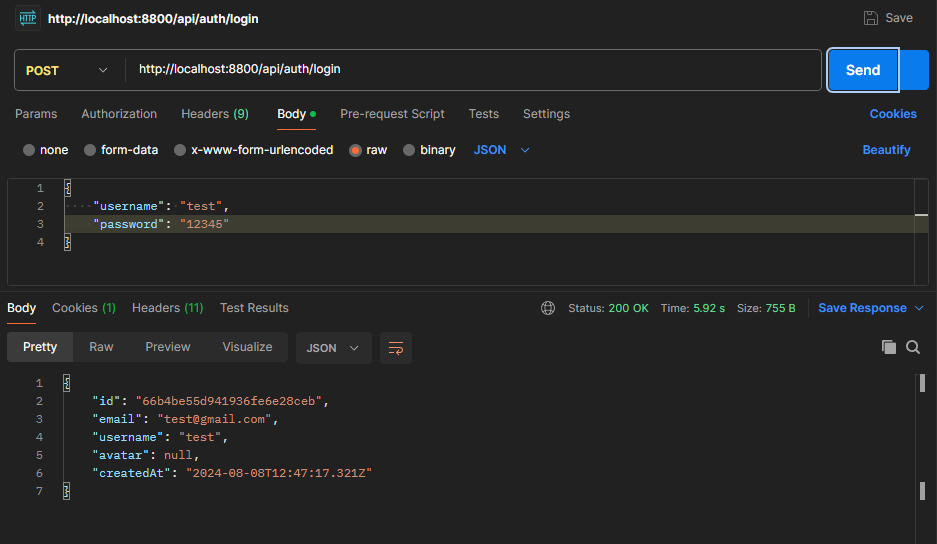 HTTP http://localhost:8800/api/auth/login Save
POST http://localhost:8800/api/auth/login Send
Params Authorization Headers (9) Body Pre-request Script Tests Settings Cookies
none form-data x-www-form-urlencoded raw binary JSON Beautify
1 {
2 ····"username":·"test",
3 "password": "12345"
4 }
Body Cookies (1) Headers (11) Test Results Status: 200 OK Time: 5.92 s Size: 755 B Save Response
Pretty Raw Preview Visualize JSON
1 {
2 "id": "66b4be55d941936fe6e28ceb",
3 "email": "test@gmail.com",
4 "username": "test",
5 "avatar": null,
6 "createdAt": "2024-08-08T12:47:17.321Z"
7 }